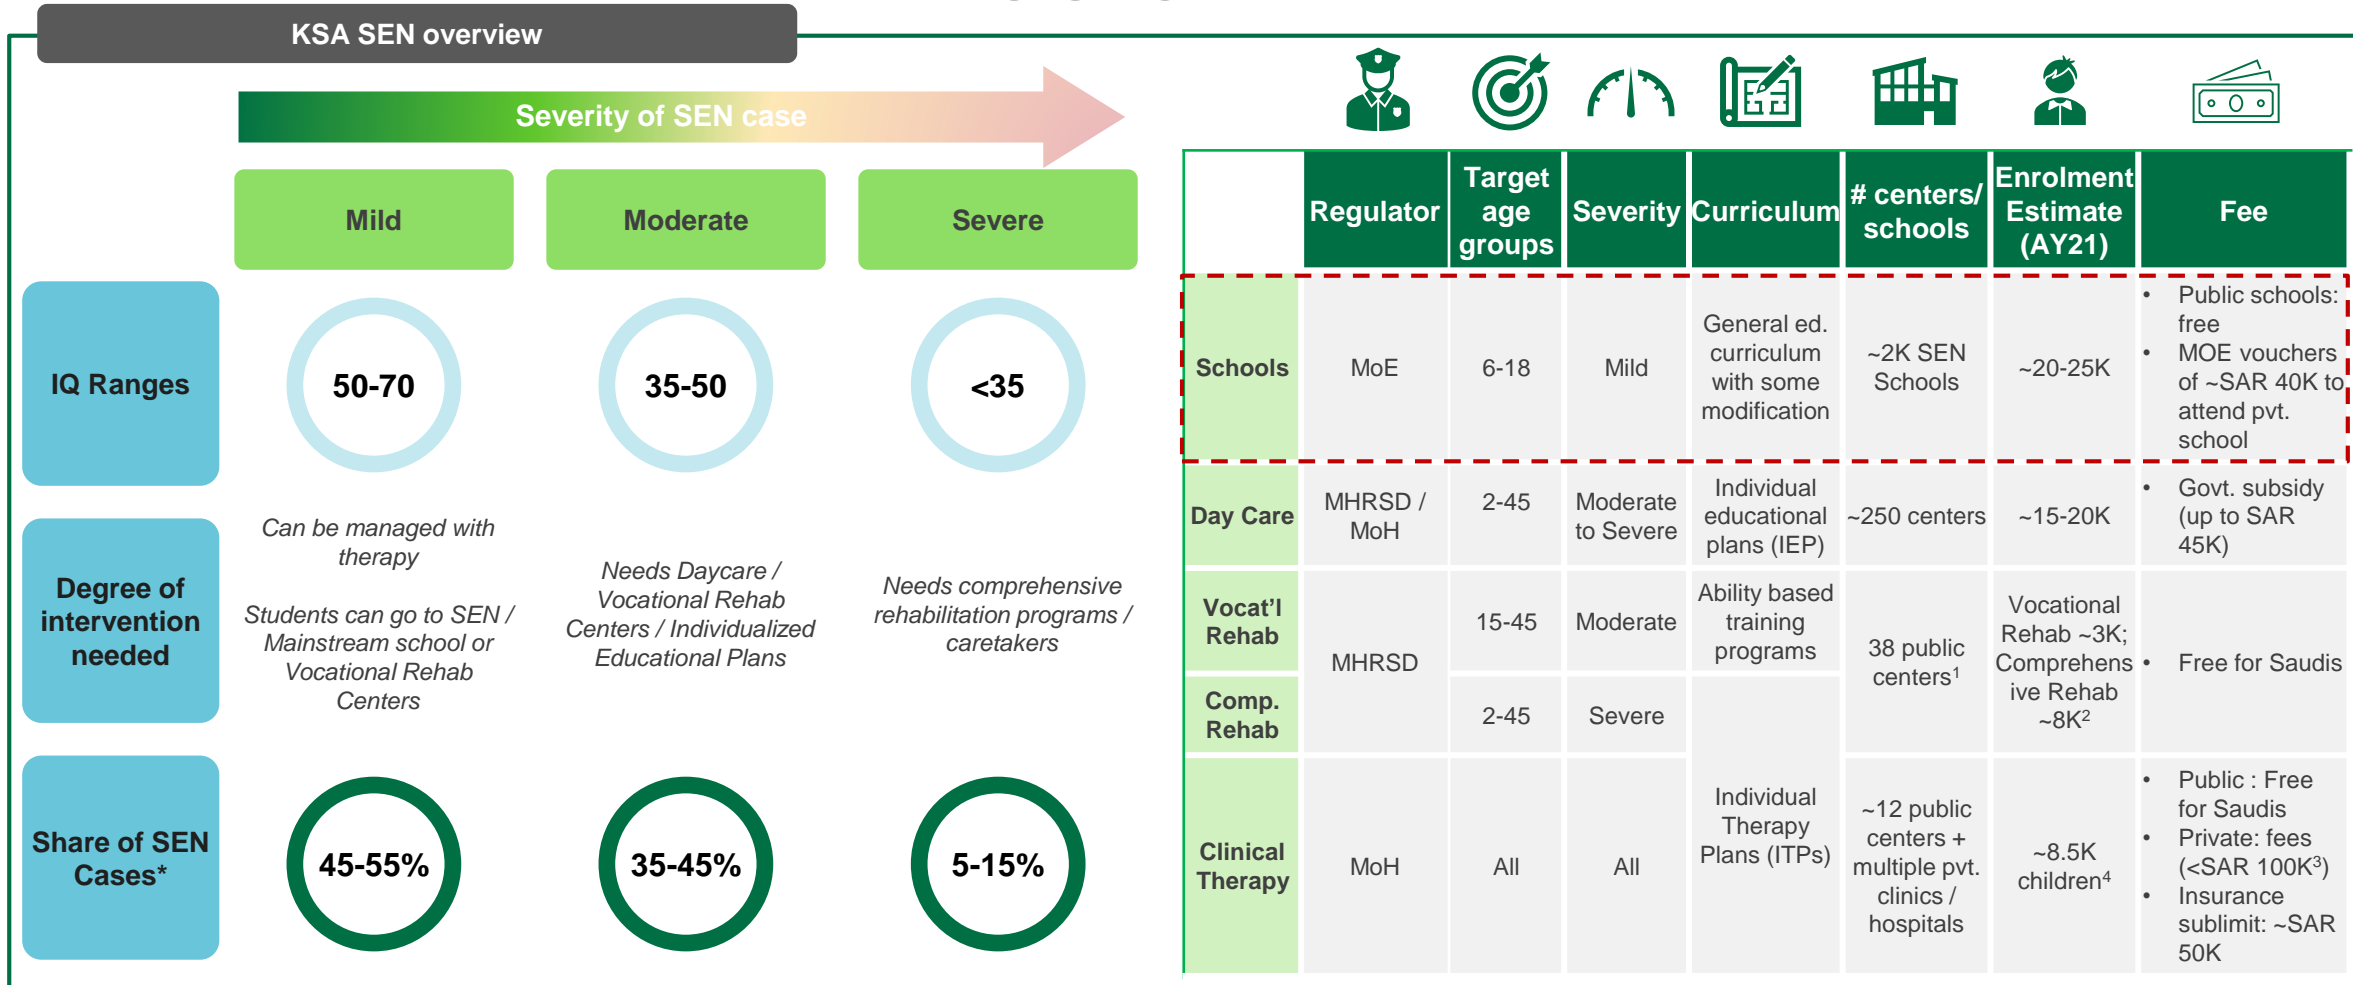 KSA SEN overview
Severity of SEN case
Mild
Moderate
Severe
IQ Ranges
50-70
35-50
<35
Degree of
intervention
needed
Can be managed with
therapy
Students can go to SEN /
Mainstream school or
Vocational Rehab
Centers
Needs Daycare /
Vocational Rehab
Centers / Individualized
Educational Plans
Needs comprehensive
rehabilitation programs /
caretakers
Share of SEN
Cases*
45-55%
35-45%
5-15%
Regulator
Target
age
groups
Severity
Curriculum
# centers/
schools
Enrolment
Estimate
(AY21)
Fee
Schools
MoE
6-18
Mild
General ed.
curriculum
with some
modification
~2K SEN
Schools
~20-25K
• Public schools:
free
• MOE vouchers
of ~SAR 40K to
attend pvt.
school
Day Care
MHRSD /
MoH
2-45
Moderate
to Severe
Individual
educational
plans (IEP)
~250 centers
~15-20K
• Govt. subsidy
(up to SAR
45K)
Vocat'l
Rehab
MHRSD
15-45
Moderate
Ability based
training
programs
38 public
centers1
Vocational
Rehab ~3K;
Comprehens
ive Rehab
~8K2
• Free for Saudis
Comp.
Rehab
2-45
Severe
Individual
Therapy
Plans (ITPs)
Clinical
Therapy
MoH
All
All
~12 public
centers +
multiple pvt.
clinics /
hospitals
~8.5K
children4
• Public : Free
for Saudis
• Private: fees
(<SAR 100K3)
• Insurance
sublimit: ~SAR
50K